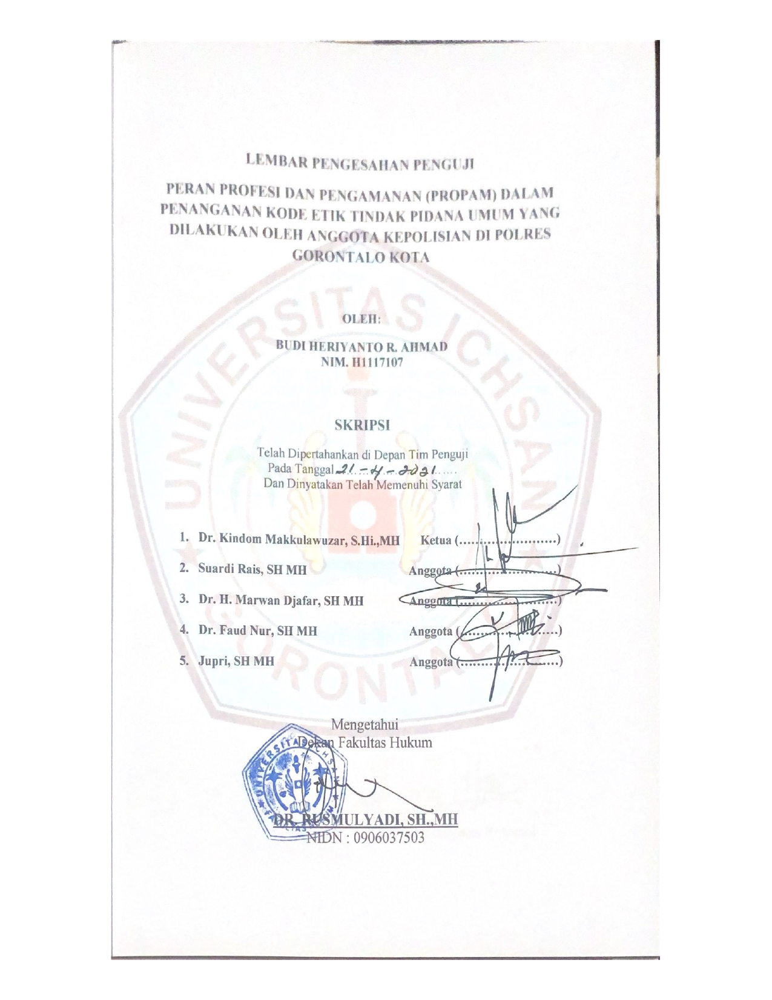 LEMBAR PENGESAHAN PENGUJI
PERAN PROFESI DAN PENGAMANAN (PROPAM) DALAM
PENANGANAN KODE ETIK TINDAK PIDANA UMUM YANG
DILAKUKAN OLEH ANGGOTA KEPOLISIAN DI POLRES
GORONTALO KOTA
OLEH:
BUDI HERIYANTO R. AHMAD
NIM. H1117107
SKRIPSI
Telah Dipertahankan di Depan Tim Penguji
Pada Tanggal 21-4-2021
Dan Dinyatakan Telah Memenuhi Syarat
1. Dr. Kindom Makkulawuzar, S.Hi.,MH Ketua (..............................)
2. Suardi Rais, SH MH Anggota (..............................)
3. Dr. H. Marwan Djafar, SH MH Anggota (..............................)
4. Dr. Faud Nur, SH MH Anggota (..............................)
5. Jupri, SH MH Anggota (..............................)
Mengetahui
Dekan Fakultas Hukum
DR. RUSMULYADI, SH.,MH
NIDN : 0906037503
UNIVERSITAS ICHSAN
GORONTALO
UNIVERSITAS ICHS